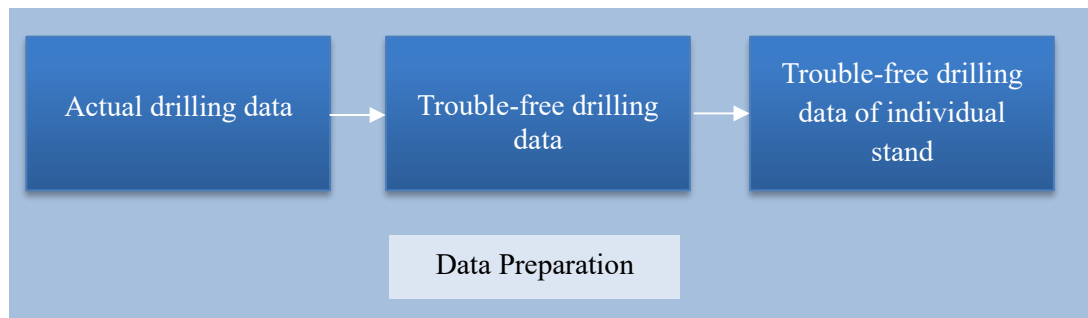 Actual drilling data
Trouble-free drilling
data
Trouble-free drilling
data of individual
stand
Data Preparation